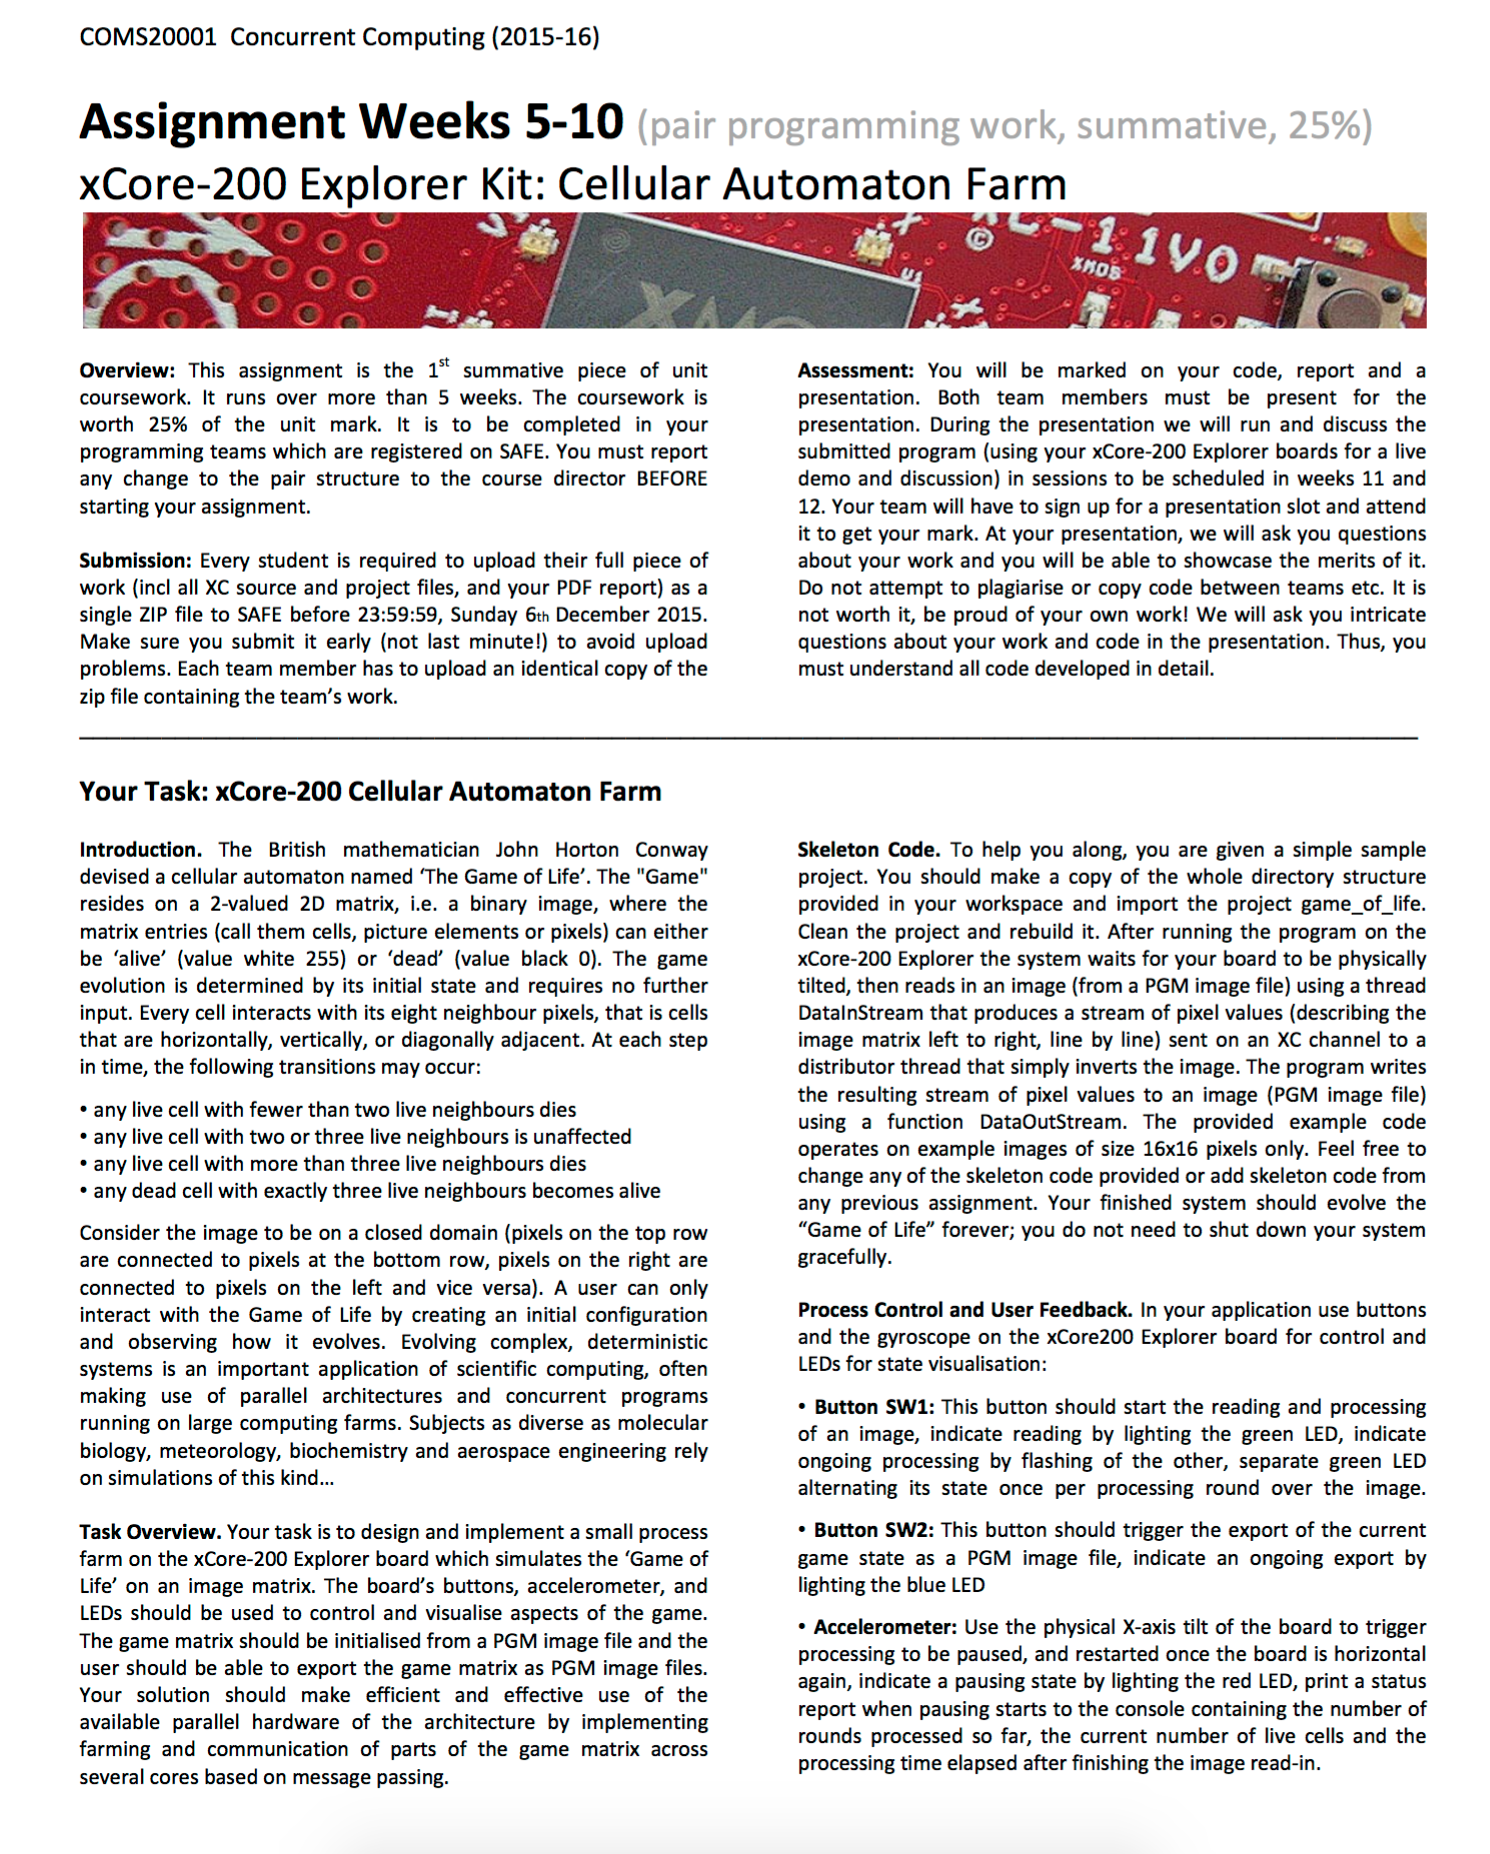 COMS20001 Concurrent Computing (2015-16)
Assignment Weeks 5-10 (pair programming work, summative, 25%)
xCore-200 Explorer Kit: Cellular Automaton Farm
C-1.1V0
©
XMOS
U1
XMO
Overview: This assignment is the 1st summative piece of unit
coursework. It runs over more than 5 weeks. The coursework is
worth 25% of the unit mark. It is to be completed in your
programming teams which are registered on SAFE. You must report
any change to the pair structure to the course director BEFORE
starting your assignment.
Submission: Every student is required to upload their full piece of
work (incl all XC source and project files, and your PDF report) as a
single ZIP file to SAFE before 23:59:59, Sunday 6th December 2015.
Make sure you submit it early (not last minute!) to avoid upload
problems. Each team member has to upload an identical copy of the
zip file containing the team’s work.
Assessment: You will be marked on your code, report and a
presentation. Both team members must be present for the
presentation. During the presentation we will run and discuss the
submitted program (using your xCore-200 Explorer boards for a live
demo and discussion) in sessions to be scheduled in weeks 11 and
12. Your team will have to sign up for a presentation slot and attend
it to get your mark. At your presentation, we will ask you questions
about your work and you will be able to showcase the merits of it.
Do not attempt to plagiarise or copy code between teams etc. It is
not worth it, be proud of your own work! We will ask you intricate
questions about your work and code in the presentation. Thus, you
must understand all code developed in detail.
Your Task: xCore-200 Cellular Automaton Farm
Introduction. The British mathematician John Horton Conway
devised a cellular automaton named ‘The Game of Life’. The "Game"
resides on a 2-valued 2D matrix, i.e. a binary image, where the
matrix entries (call them cells, picture elements or pixels) can either
be ‘alive’ (value white 255) or ‘dead’ (value black 0). The game
evolution is determined by its initial state and requires no further
input. Every cell interacts with its eight neighbour pixels, that is cells
that are horizontally, vertically, or diagonally adjacent. At each step
in time, the following transitions may occur:
• any live cell with fewer than two live neighbours dies
• any live cell with two or three live neighbours is unaffected
• any live cell with more than three live neighbours dies
• any dead cell with exactly three live neighbours becomes alive
Consider the image to be on a closed domain (pixels on the top row
are connected to pixels at the bottom row, pixels on the right are
connected to pixels on the left and vice versa). A user can only
interact with the Game of Life by creating an initial configuration
and observing how it evolves. Evolving complex, deterministic
systems is an important application of scientific computing, often
making use of parallel architectures and concurrent programs
running on large computing farms. Subjects as diverse as molecular
biology, meteorology, biochemistry and aerospace engineering rely
on simulations of this kind...
Task Overview. Your task is to design and implement a small process
farm on the xCore-200 Explorer board which simulates the ‘Game of
Life’ on an image matrix. The board’s buttons, accelerometer, and
LEDs should be used to control and visualise aspects of the game.
The game matrix should be initialised from a PGM image file and the
user should be able to export the game matrix as PGM image files.
Your solution should make efficient and effective use of the
available parallel hardware of the architecture by implementing
farming and communication of parts of the game matrix across
several cores based on message passing.
Skeleton Code. To help you along, you are given a simple sample
project. You should make a copy of the whole directory structure
provided in your workspace and import the project game_of_life.
Clean the project and rebuild it. After running the program on the
xCore-200 Explorer the system waits for your board to be physically
tilted, then reads in an image (from a PGM image file) using a thread
DataInStream that produces a stream of pixel values (describing the
image matrix left to right, line by line) sent on an XC channel to a
distributor thread that simply inverts the image. The program writes
the resulting stream of pixel values to an image (PGM image file)
using a function DataOutStream. The provided example code
operates on example images of size 16x16 pixels only. Feel free to
change any of the skeleton code provided or add skeleton code from
any previous assignment. Your finished system should evolve the
“Game of Life” forever; you do not need to shut down your system
gracefully.
Process Control and User Feedback. In your application use buttons
and the gyroscope on the xCore200 Explorer board for control and
LEDs for state visualisation:
• Button SW1: This button should start the reading and processing
of an image, indicate reading by lighting the green LED, indicate
ongoing processing by flashing of the other, separate green LED
alternating its state once per processing round over the image.
• Button SW2: This button should trigger the export of the current
game state as a PGM image file, indicate an ongoing export by
lighting the blue LED
• Accelerometer: Use the physical X-axis tilt of the board to trigger
processing to be paused, and restarted once the board is horizontal
again, indicate a pausing state by lighting the red LED, print a status
report when pausing starts to the console containing the number of
rounds processed so far, the current number of live cells and the
processing time elapsed after finishing the image read-in.